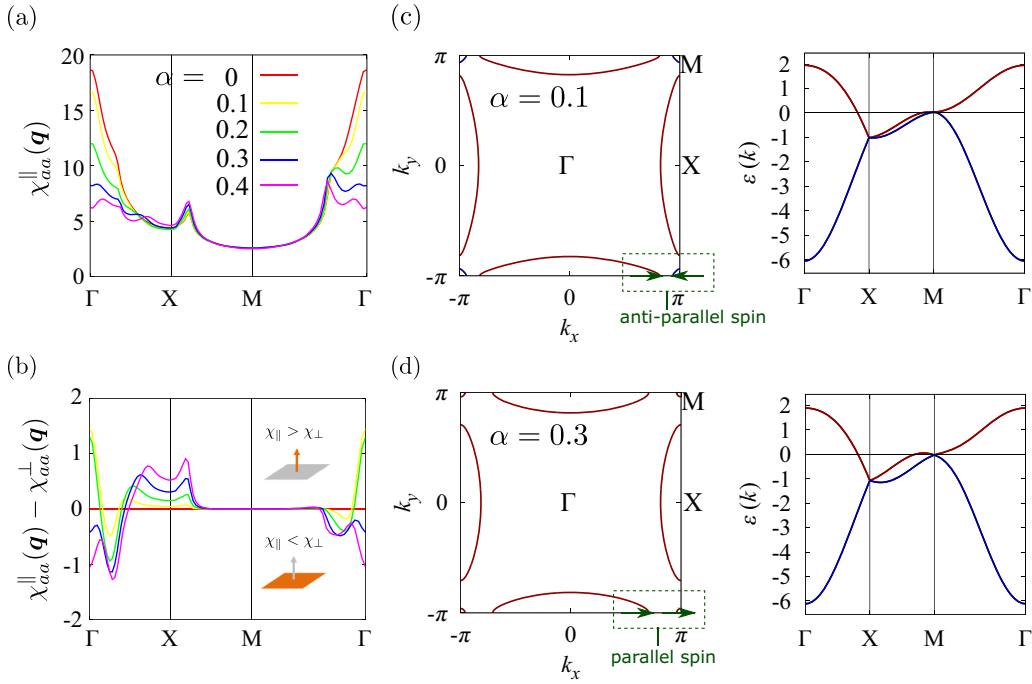 (a)
20
15
10
5
0
χ∥aa(q)
α = 0
0.1
0.2
0.3
0.4
Γ X M Γ
(b)
2
1
0
-1
-2
χ∥aa(q) − χ⊥aa(q)
χ∥ > χ⊥
χ∥ < χ⊥
Γ X M Γ
(c)
π
0
-π
ky
α = 0.1
Γ
M
X
-π 0 π
kx
anti-parallel spin
2
1
0
-1
-2
-3
-4
-5
-6
ε(k)
Γ X M Γ
(d)
π
0
-π
ky
α = 0.3
Γ
M
X
-π 0 π
kx
parallel spin
2
1
0
-1
-2
-3
-4
-5
-6
ε(k)
Γ X M Γ